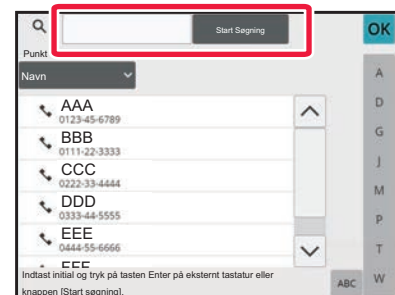 Start Søgning
OK
Punkt
Navn
AAA
0123-45-6789
BBB
0111-22-3333
CCC
0222-33-4444
DDD
0333-44-5555
EEE
0444-55-6666
FFF
Indtast initial og tryk på tasten Enter på eksternt tastatur eller
knappen [Start søgning].
A
D
G
J
M
P
T
W
ABC